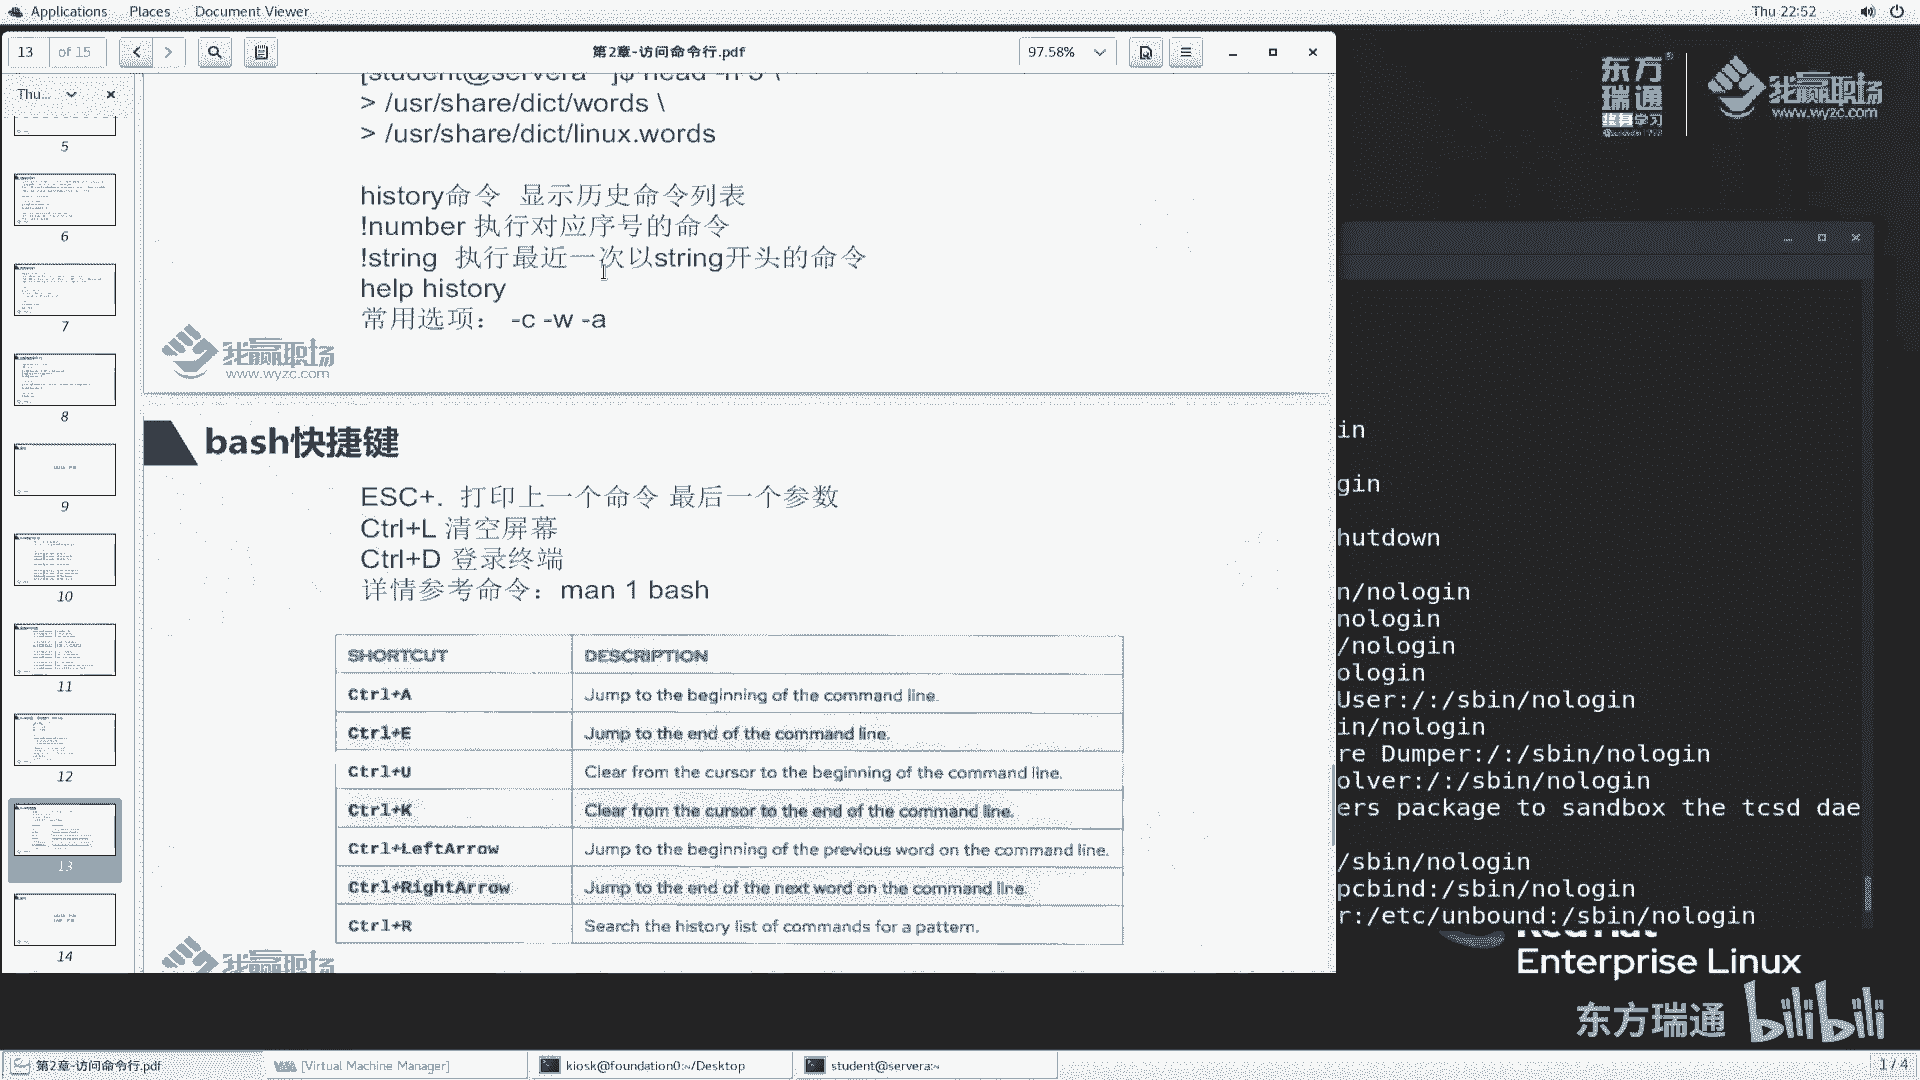 Applications Places Document Viewer Thu 22:52
13 of 15 第2章-访问命令行.pdf 97.58%
Thu...
5
6
7
8
9
10
11
12
13
14
> /usr/share/dict/words \
> /usr/share/dict/linux.words
history命令 显示历史命令列表
!number 执行对应序号的命令
!string 执行最近一次以string开头的命令
help history
常用选项： -c -w -a
我赢职场
www.wyzc.com
bash快捷键
ESC+. 打印上一个命令 最后一个参数
Ctrl+L 清空屏幕
Ctrl+D 登录终端
详情参考命令：man 1 bash
SHORTCUT DESCRIPTION
Ctrl+A Jump to the beginning of the command line.
Ctrl+E Jump to the end of the command line.
Ctrl+U Clear from the cursor to the beginning of the command line.
Ctrl+K Clear from the cursor to the end of the command line.
Ctrl+LeftArrow Jump to the beginning of the previous word on the command line.
Ctrl+RightArrow Jump to the end of the next word on the command line.
Ctrl+R Search the history list of commands for a pattern.
我赢职场
东方
瑞通
终身学习
我赢职场
www.wyzc.com
in
gin
hutdown
n/nologin
nologin
/nologin
ologin
User:/:/sbin/nologin
in/nologin
re Dumper:/:/sbin/nologin
olver:/:/sbin/nologin
ers package to sandbox the tcsd dae
/sbin/nologin
pcbind:/sbin/nologin
r:/etc/unbound:/sbin/nologin
Enterprise Linux
东方瑞通 bilibili
第2章-访问命令行.pdf [Virtual Machine Manager] kiosk@foundation0:~/Desktop student@servera:~ 1 / 4